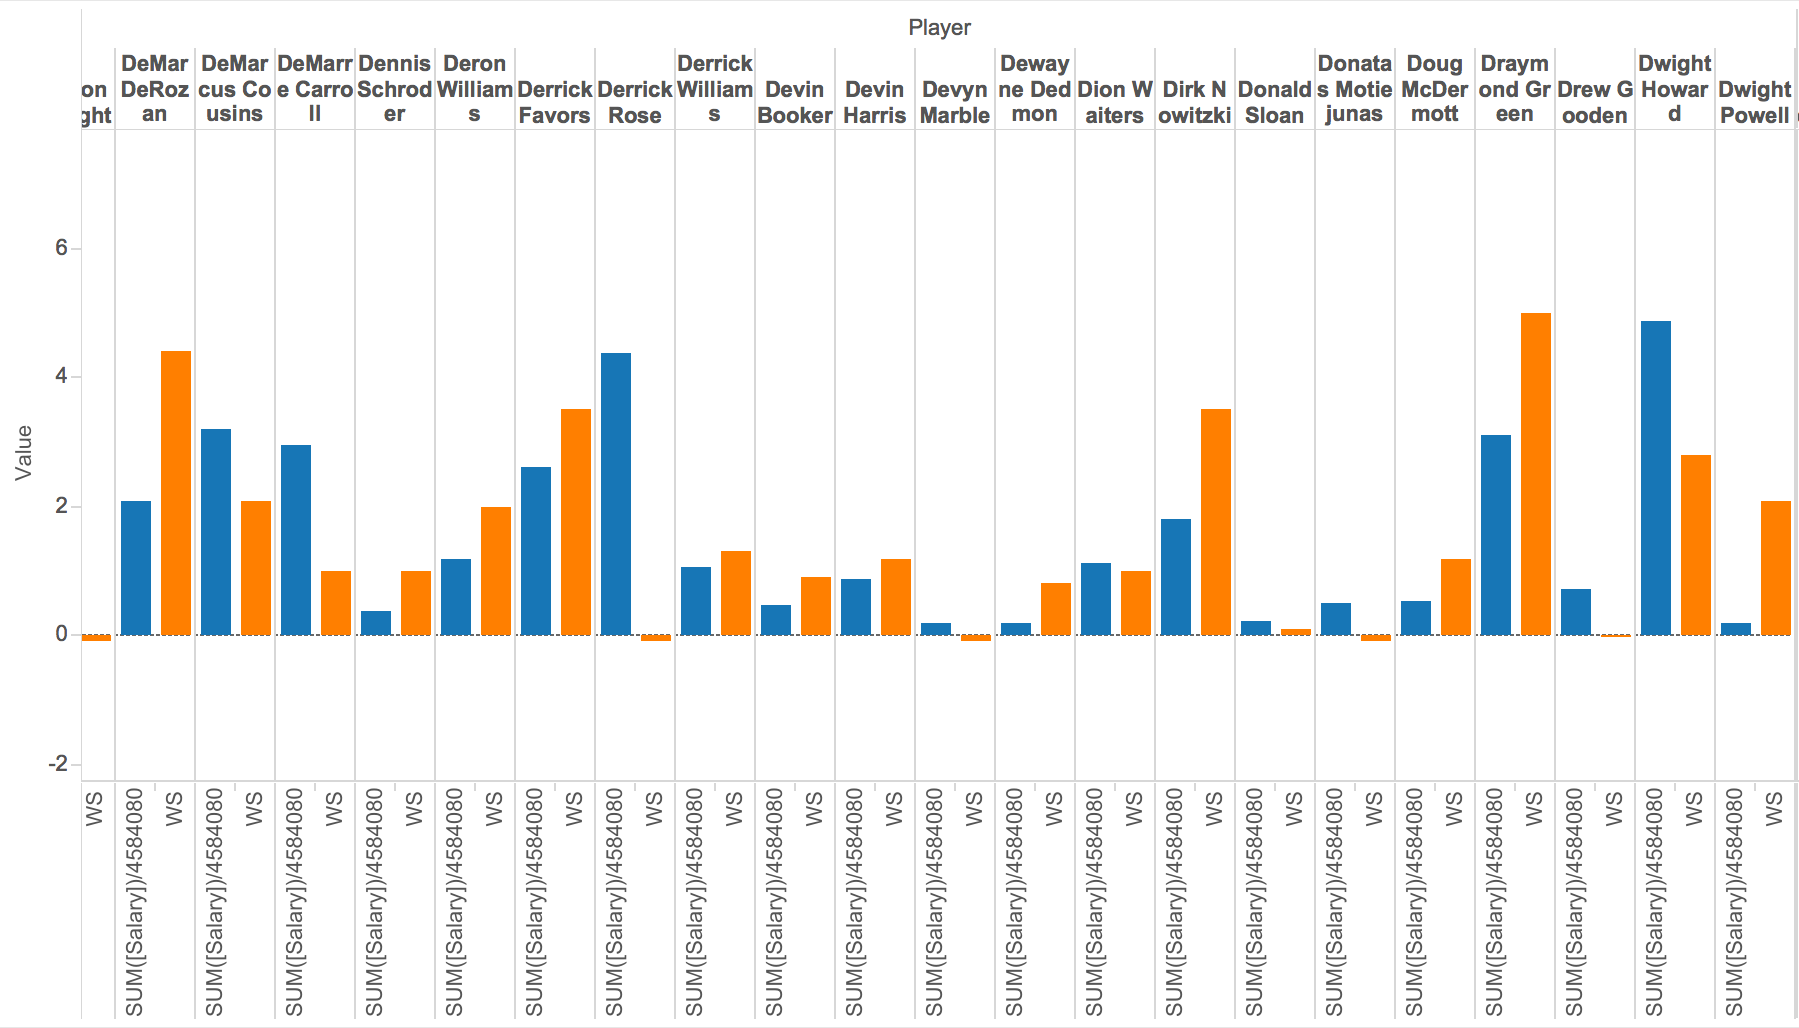 Player
on
ght
DeMar
DeRoz
an
DeMar
cus Co
usins
DeMarr
e Carro
ll
Dennis
Schrod
er
Deron
William
s
Derrick
Favors
Derrick
Rose
Derrick
William
s
Devin
Booker
Devin
Harris
Devyn
Marble
Deway
ne Ded
mon
Dion W
aiters
Dirk N
owitzki
Donald
Sloan
Donata
s Motie
junas
Doug
McDer
mott
Draym
ond Gr
een
Drew G
ooden
Dwight
Howar
d
Dwight
Powell
Value
6
4
2
0
-2
WS
SUM([Salary])/4584080
WS
SUM([Salary])/4584080
WS
SUM([Salary])/4584080
WS
SUM([Salary])/4584080
WS
SUM([Salary])/4584080
WS
SUM([Salary])/4584080
WS
SUM([Salary])/4584080
WS
SUM([Salary])/4584080
WS
SUM([Salary])/4584080
WS
SUM([Salary])/4584080
WS
SUM([Salary])/4584080
WS
SUM([Salary])/4584080
WS
SUM([Salary])/4584080
WS
SUM([Salary])/4584080
WS
SUM([Salary])/4584080
WS
SUM([Salary])/4584080
WS
SUM([Salary])/4584080
WS
SUM([Salary])/4584080
WS
SUM([Salary])/4584080
WS
SUM([Salary])/4584080
WS
SUM([Salary])/4584080
WS